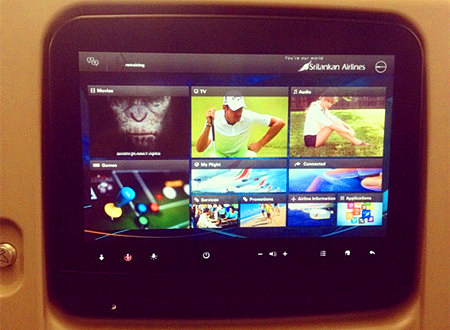 remaining
You're our world
SriLankan Airlines
Movies
TV
Audio
Games
My Flight
Connected
Services
Promotions
Airline Information
Applications